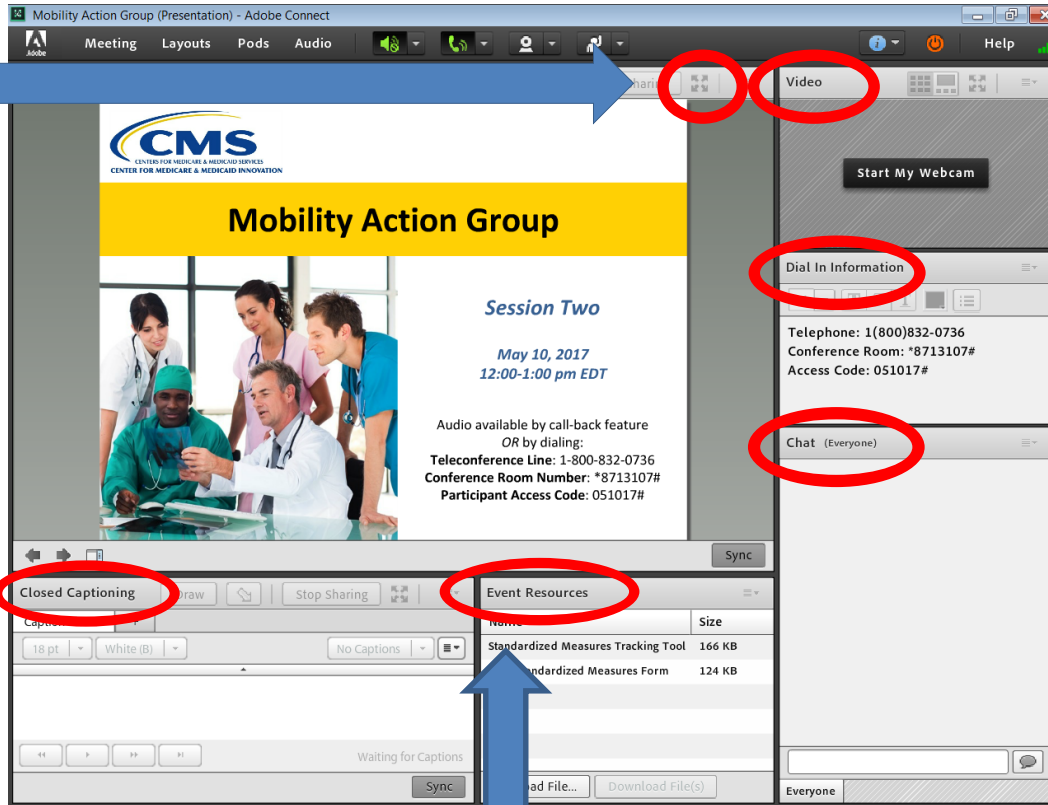 Mobility Action Group (Presentation) - Adobe Connect
Adobe
Meeting Layouts Pods Audio
Help
Video
Start My Webcam
CMS
CENTERS FOR MEDICARE & MEDICAID SERVICES
CENTER FOR MEDICARE & MEDICAID INNOVATION
Mobility Action Group
Session Two
May 10, 2017
12:00-1:00 pm EDT
Audio available by call-back feature
OR by dialing:
Teleconference Line: 1-800-832-0736
Conference Room Number: *8713107#
Participant Access Code: 051017#
Sync
Dial In Information
Telephone: 1(800)832-0736
Conference Room: *8713107#
Access Code: 051017#
Chat (Everyone)
Closed Captioning
Draw
Stop Sharing
18 pt
White (B)
No Captions
Waiting for Captions
Sync
Event Resources
Name Size
Standardized Measures Tracking Tool 166 KB
Measures Form 124 KB
File...
Download File(s)
Everyone